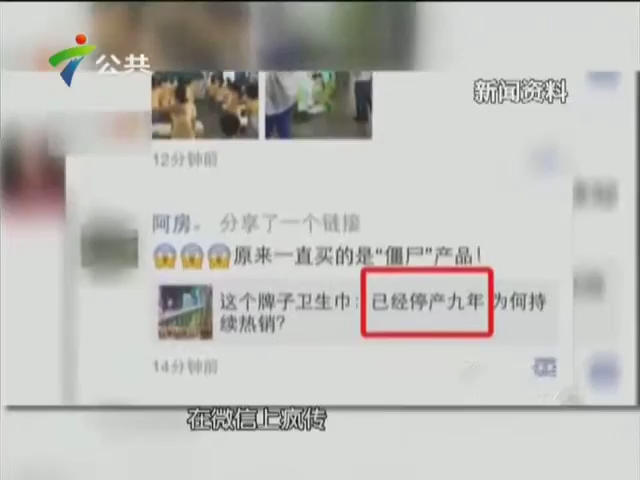 公共
新闻资料
12分钟前
阿房。 分享了一个链接
😱😱😱原来一直买的是“僵尸”产品!
这个牌子卫生巾:已经停产九年 为何持
续热销?
14分钟前
在微信上疯传